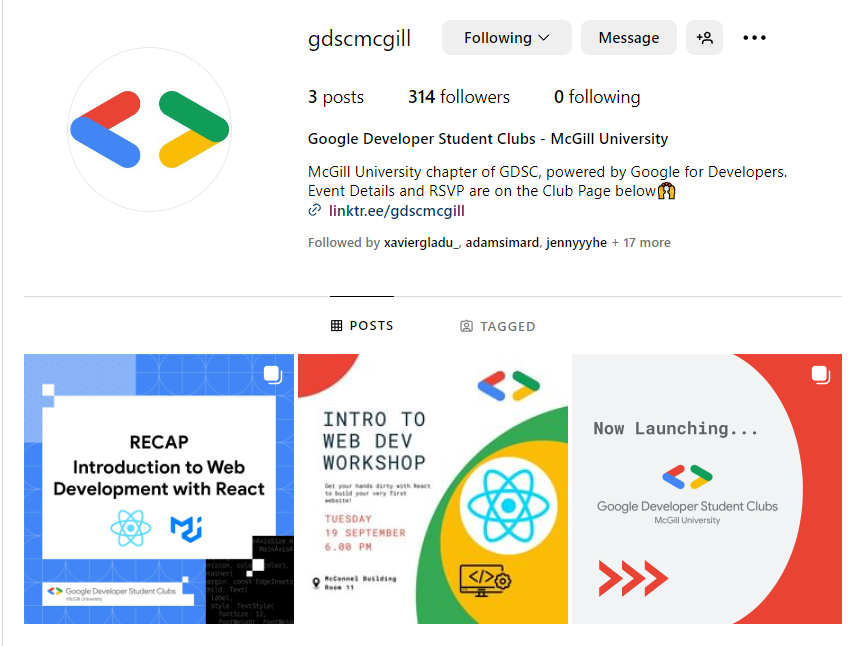 gdscmcgill
Following
Message
3 posts
314 followers
0 following
Google Developer Student Clubs - McGill University
McGill University chapter of GDSC, powered by Google for Developers.
Event Details and RSVP are on the Club Page below
linktr.ee/gdscmcgill
Followed by xaviergladu_, adamsimard, jennyyyhe + 17 more
POSTS
TAGGED
RECAP
Introduction to Web
Development with React
Google Developer Student Clubs
McGill University
INTRO TO
WEB DEV
WORKSHOP
Get your hands dirty with React
to build your very first
website!
TUESDAY
19 SEPTEMBER
6.00 PM
McConnel Building
Room 11
Now Launching...
Google Developer Student Clubs
McGill University